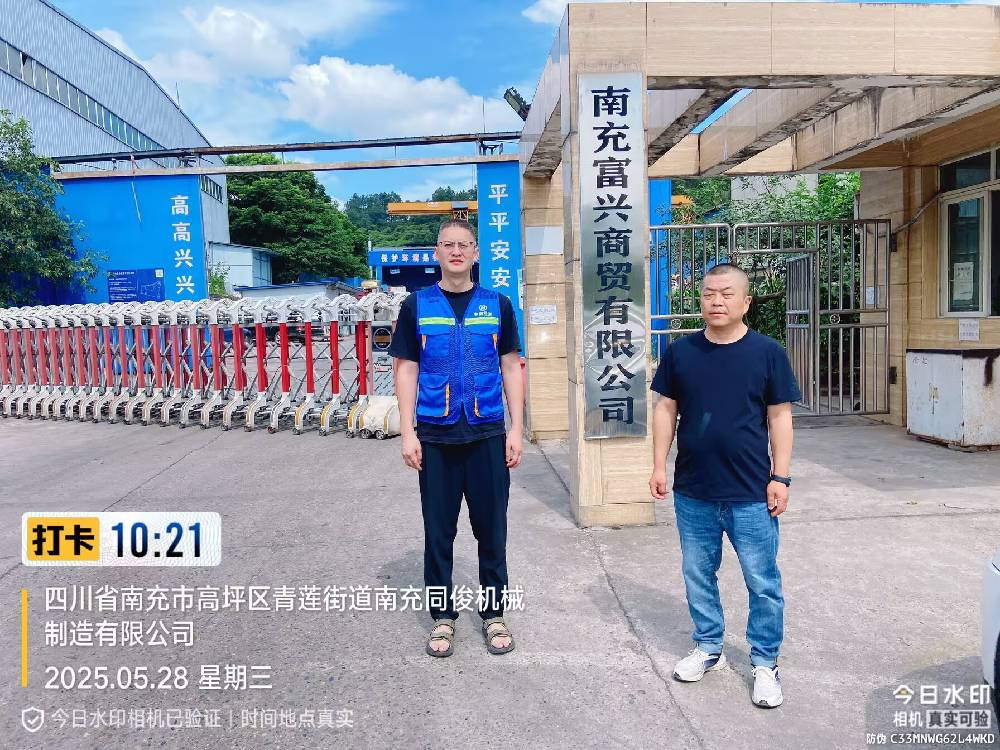 南充富兴商贸有限公司
高高兴兴
平平安安
打卡 10:21
四川省南充市高坪区青莲街道南充同俊机械
制造有限公司
2025.05.28 星期三
今日水印相机已验证 | 时间地点真实
今日水印
相机 真实可验
防伪 C33MNWG62L4WKD